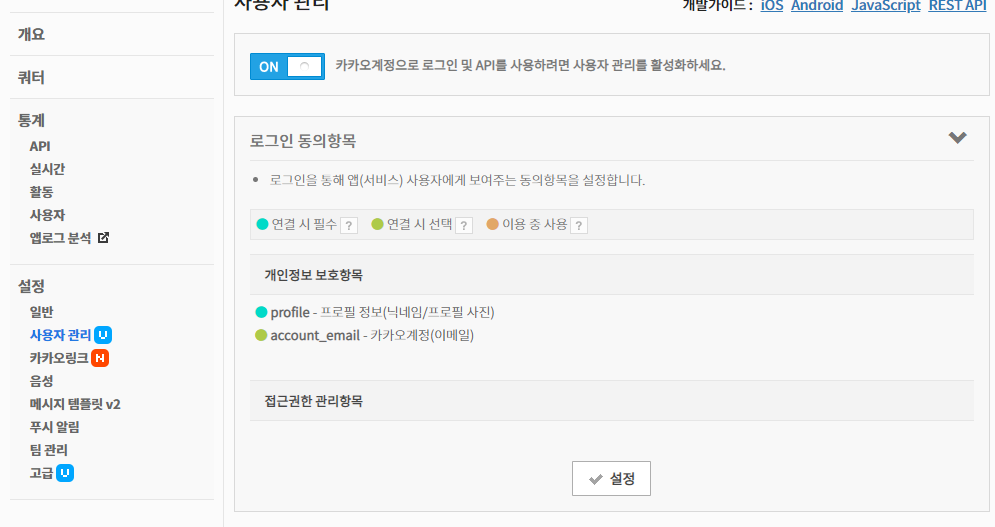 사용자 관리
개발가이드 : iOS Android JavaScript REST API
개요
쿼터
통계
API
실시간
활동
사용자
앱로그 분석
설정
일반
사용자 관리 U
카카오링크 N
음성
메시지 템플릿 v2
푸시 알림
팀 관리
고급 U
ON 카카오계정으로 로그인 및 API를 사용하려면 사용자 관리를 활성화하세요.
로그인 동의항목
• 로그인을 통해 앱(서비스) 사용자에게 보여주는 동의항목을 설정합니다.
연결 시 필수 ? 연결 시 선택 ? 이용 중 사용 ?
개인정보 보호항목
profile - 프로필 정보(닉네임/프로필 사진)
account_email - 카카오계정(이메일)
접근권한 관리항목
설정